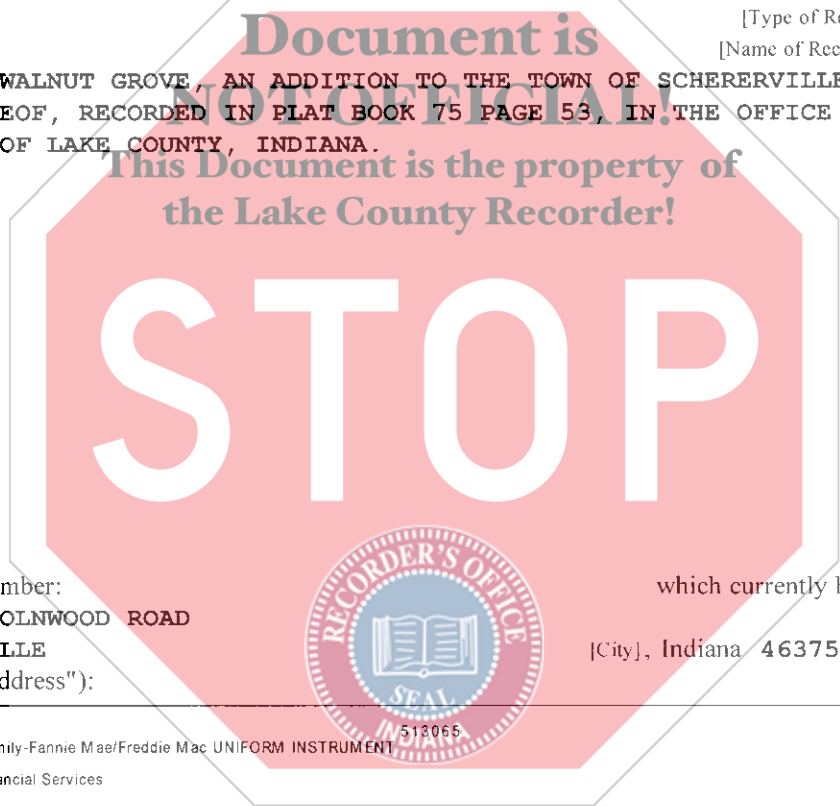 Document is
[Type of Re
[Name of Rec
WALNUT GROVE, AN ADDITION TO THE TOWN OF SCHERERVILLE
NOT OFFICIAL!
EOF, RECORDED IN PLAT BOOK 75 PAGE 53, IN THE OFFICE
OF LAKE COUNTY, INDIANA.
This Document is the property of
the Lake County Recorder!
STOP
RECORDER'S OFFICE
SEAL
INDIANA
mber:
which currently h
OLNWOOD ROAD
LLE
[City], Indiana 46375
ddress"):
513065
mily-Fannie Mae/Freddie Mac UNIFORM INSTRUMENT
ancial Services